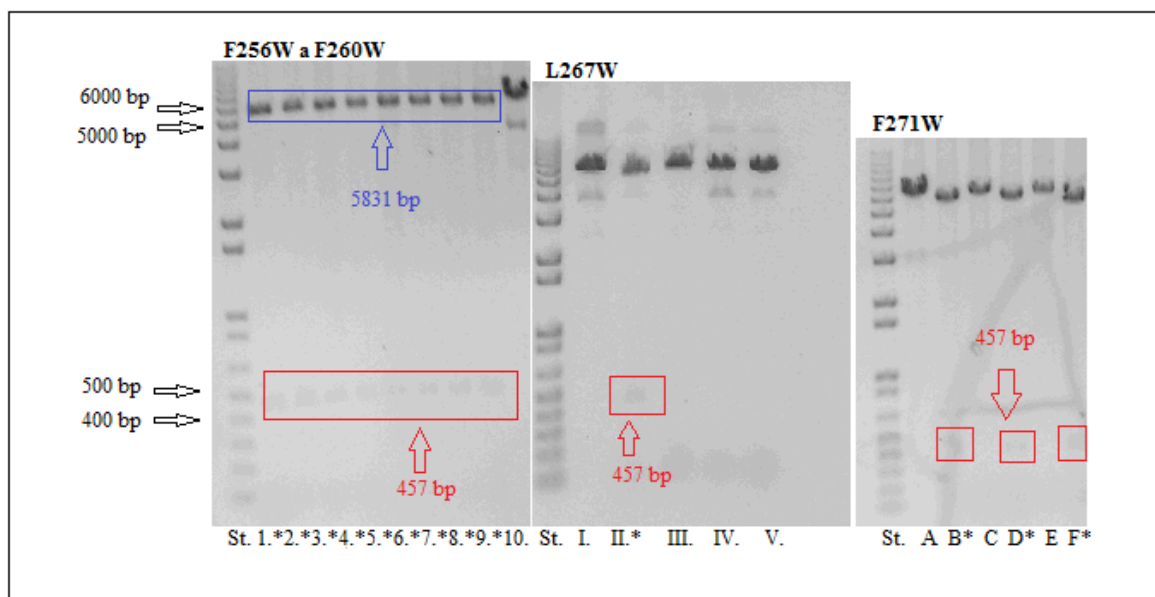 F256W a F260W
6000 bp
5000 bp
5831 bp
500 bp
400 bp
457 bp
St. 1.*2.*3.*4.*5.*6.*7.*8.*9.*10.
L267W
457 bp
St. I. II.* III. IV. V.
F271W
457 bp
St. A B* C D* E F*